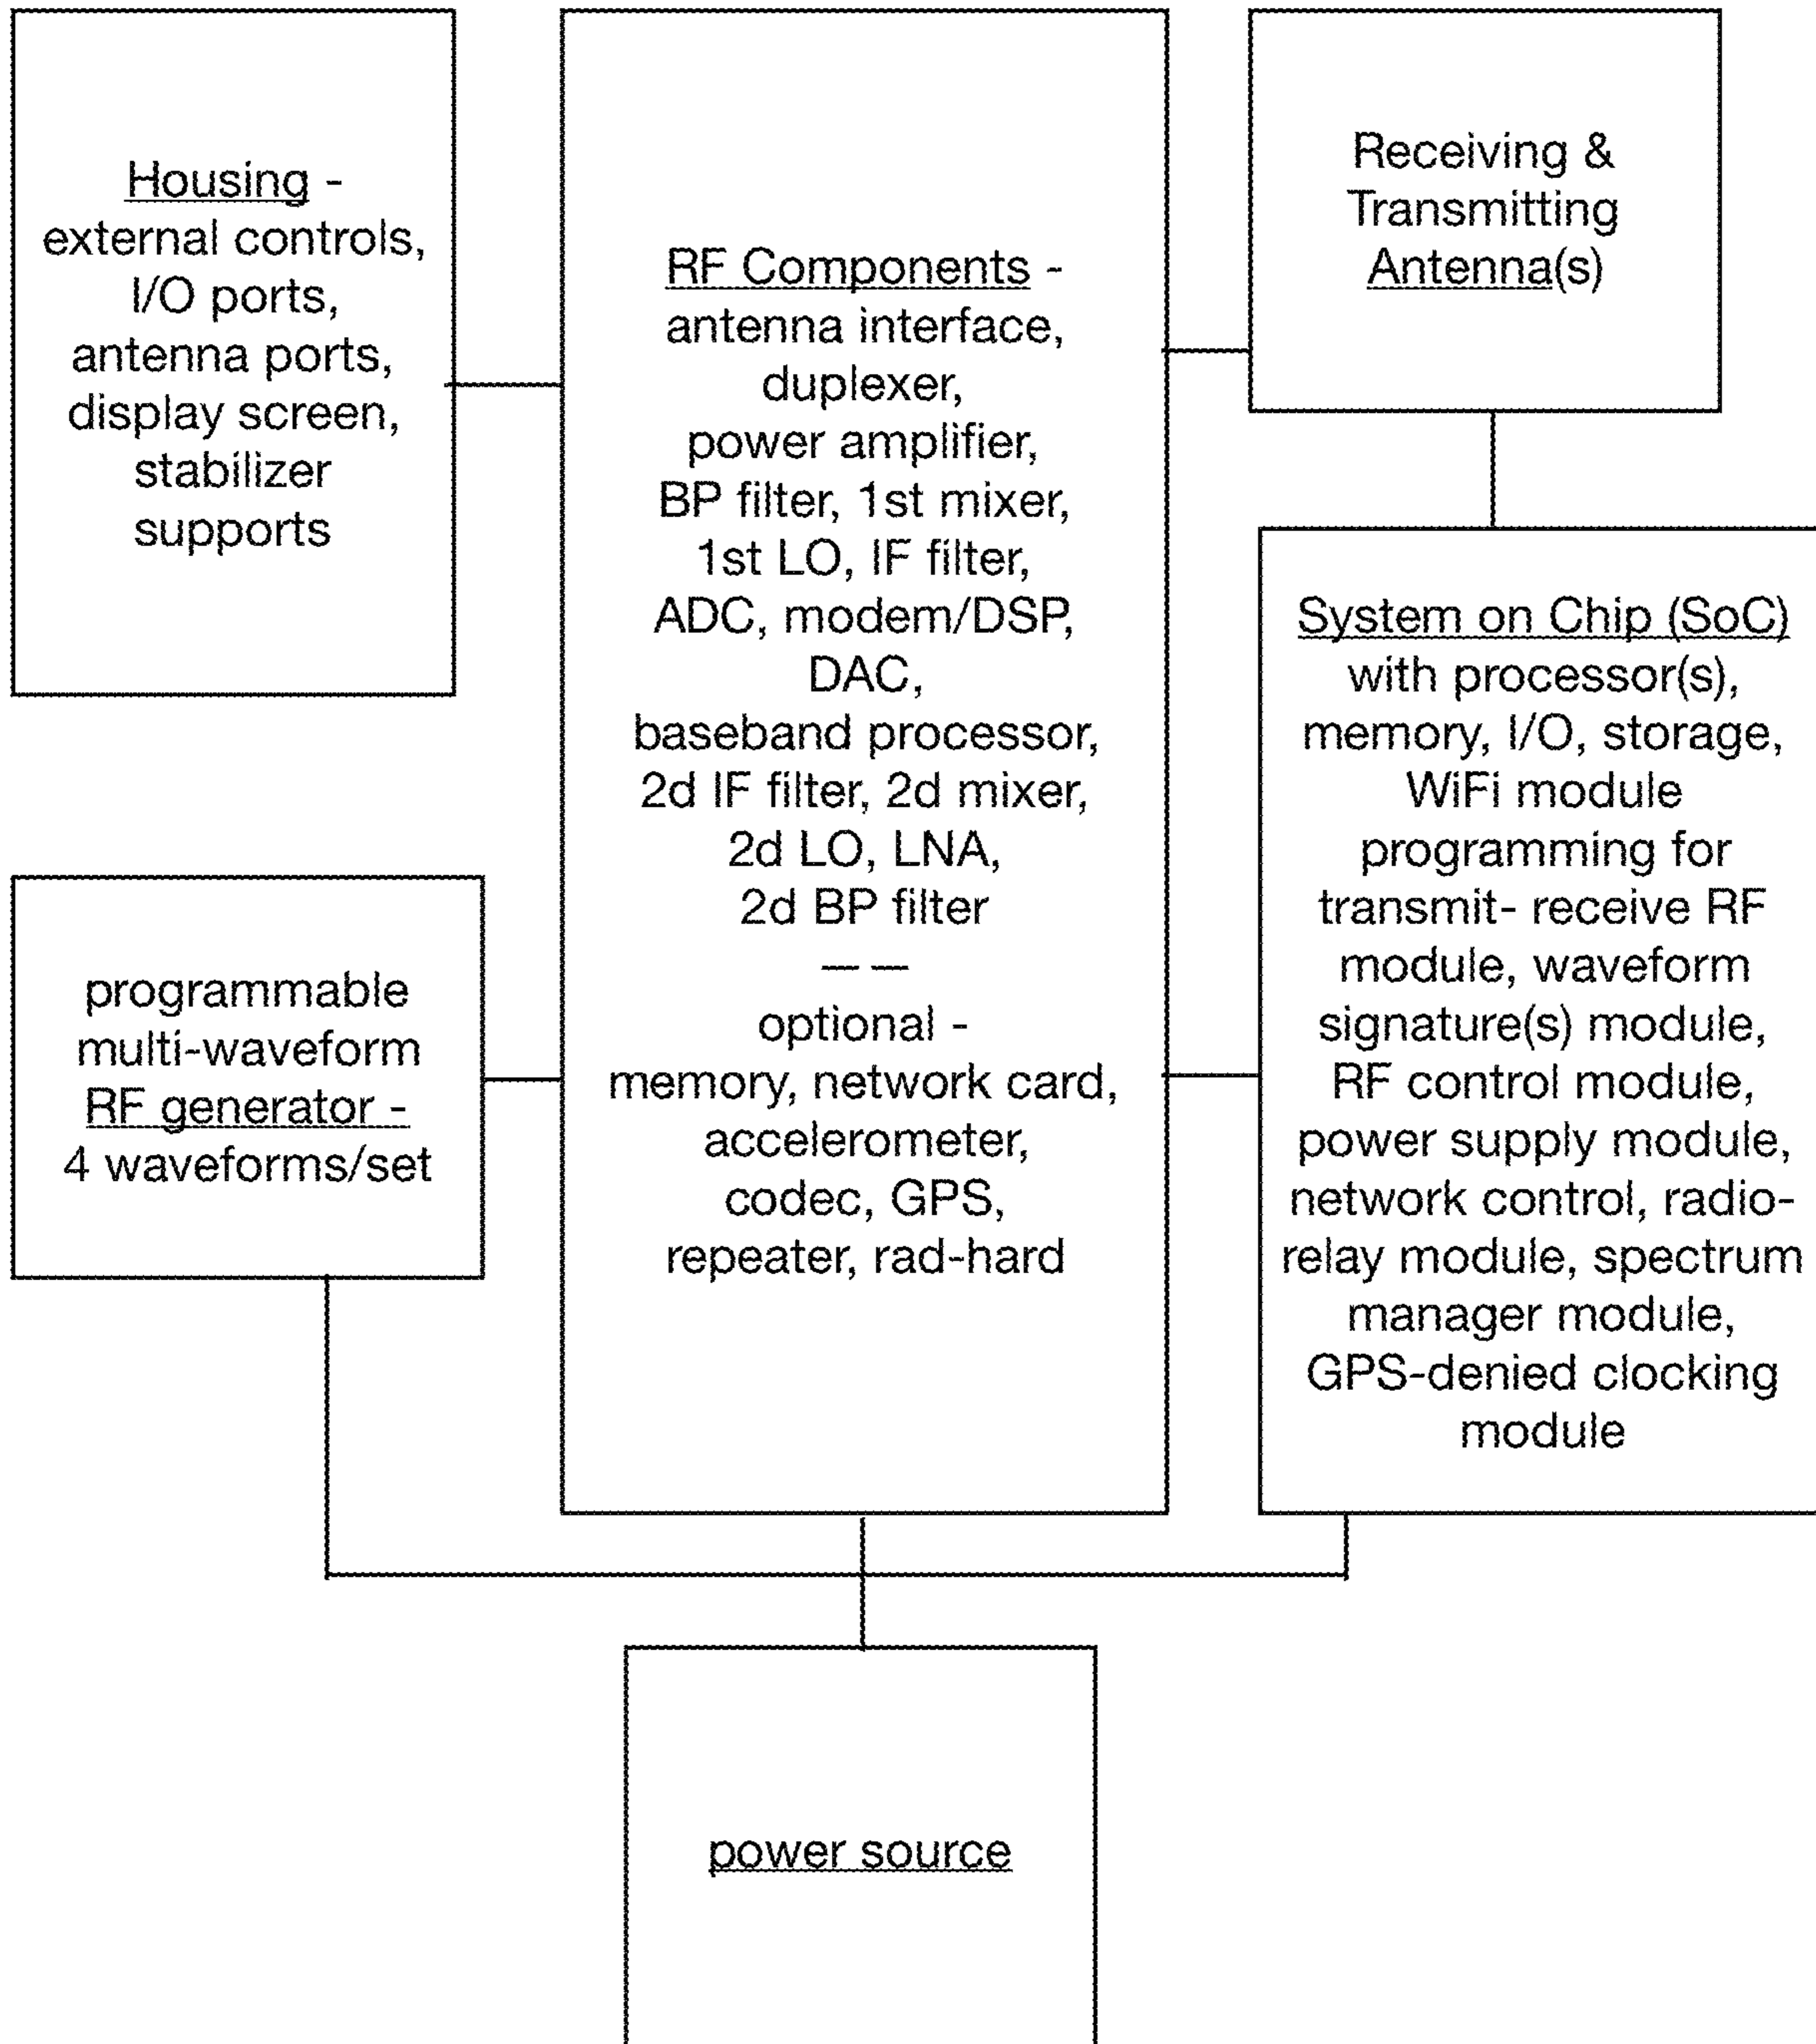 Housing -
external controls,
I/O ports,
antenna ports,
display screen,
stabilizer
supports
RF Components -
antenna interface,
duplexer,
power amplifier,
BP filter, 1st mixer,
1st LO, IF filter,
ADC, modem/DSP,
DAC,
baseband processor,
2d IF filter, 2d mixer,
2d LO, LNA,
2d BP filter
— —
optional -
memory, network card,
accelerometer,
codec, GPS,
repeater, rad-hard
Receiving &
Transmitting
Antenna(s)
System on Chip (SoC)
with processor(s),
memory, I/O, storage,
WiFi module
programming for
transmit- receive RF
module, waveform
signature(s) module,
RF control module,
power supply module,
network control, radio-
relay module, spectrum
manager module,
GPS-denied clocking
module
programmable
multi-waveform
RF generator -
4 waveforms/set
power source